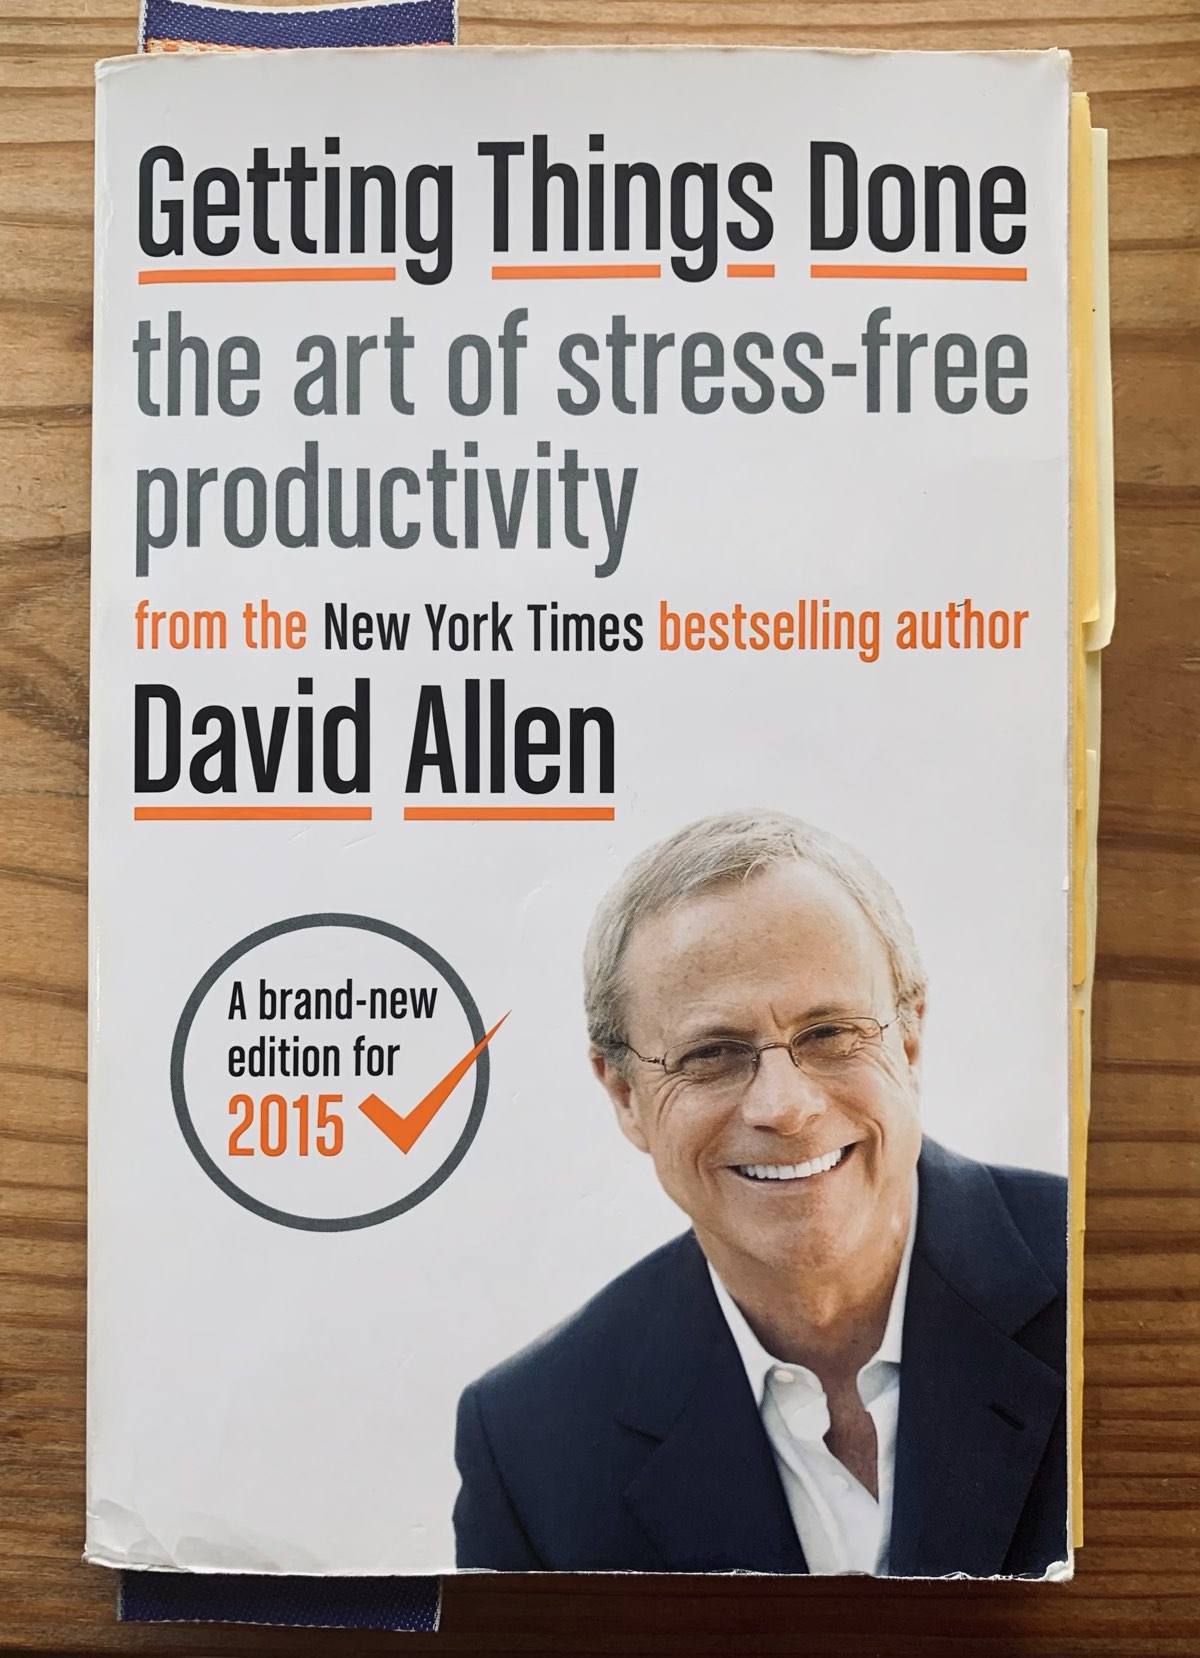 Getting Things Done
the art of stress-free
productivity
from the New York Times bestselling author
David Allen
A brand-new
edition for
2015